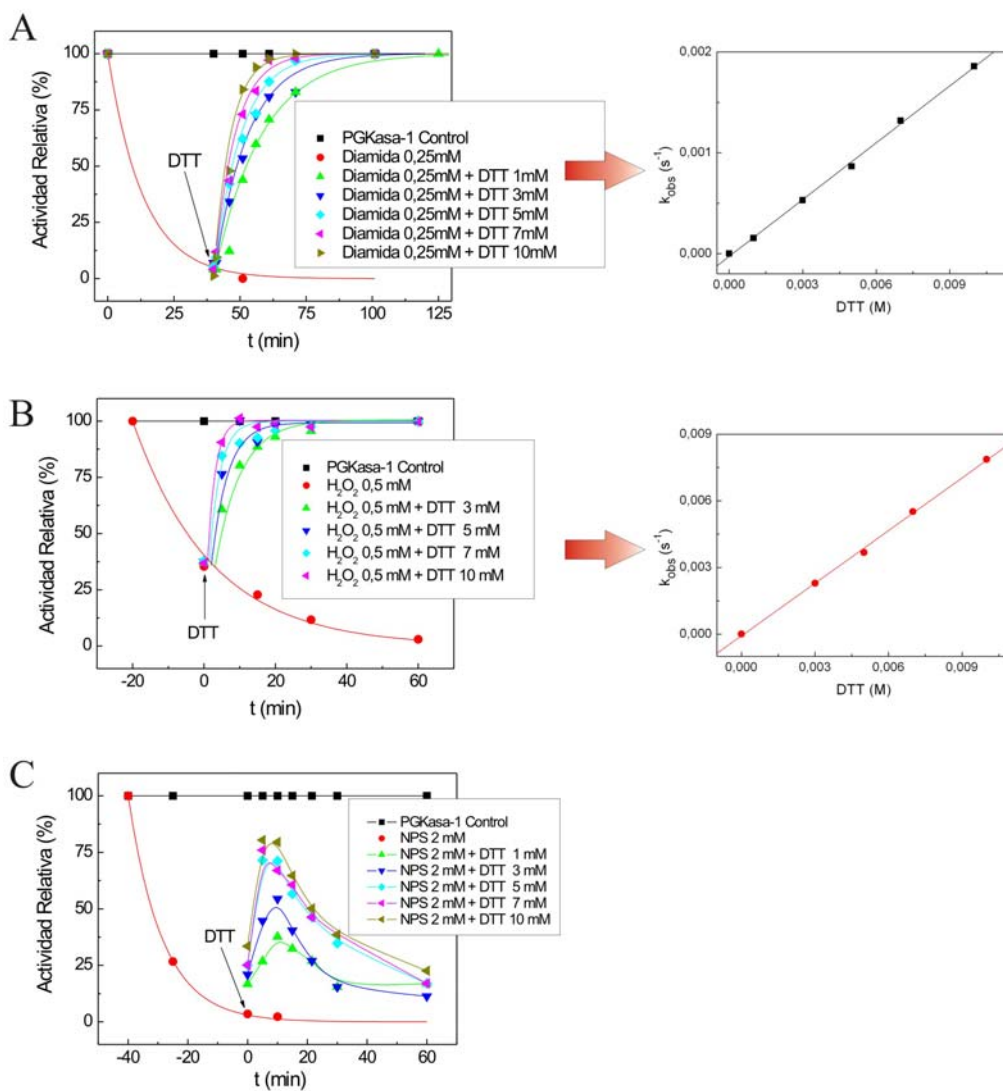 A
Actividad Relativa (%)
100
75
50
25
0
DTT
PGKasa-1 Control
Diamida 0,25mM
Diamida 0,25mM + DTT 1mM
Diamida 0,25mM + DTT 3mM
Diamida 0,25mM + DTT 5mM
Diamida 0,25mM + DTT 7mM
Diamida 0,25mM + DTT 10mM
0 25 50 75 100 125
t (min)
k_obs (s⁻¹)
0,002
0,001
0,000
0,000 0,003 0,006 0,009
DTT (M)
B
Actividad Relativa (%)
100
75
50
25
0
DTT
PGKasa-1 Control
H₂O₂ 0,5 mM
H₂O₂ 0,5 mM + DTT 3 mM
H₂O₂ 0,5 mM + DTT 5 mM
H₂O₂ 0,5 mM + DTT 7 mM
H₂O₂ 0,5 mM + DTT 10 mM
-20 0 20 40 60
t (min)
k_obs (s⁻¹)
0,009
0,006
0,003
0,000
0,000 0,003 0,006 0,009
DTT (M)
C
Actividad Relativa (%)
100
75
50
25
0
DTT
PGKasa-1 Control
NPS 2 mM
NPS 2 mM + DTT 1 mM
NPS 2 mM + DTT 3 mM
NPS 2 mM + DTT 5 mM
NPS 2 mM + DTT 7 mM
NPS 2 mM + DTT 10 mM
-40 -20 0 20 40 60
t (min)